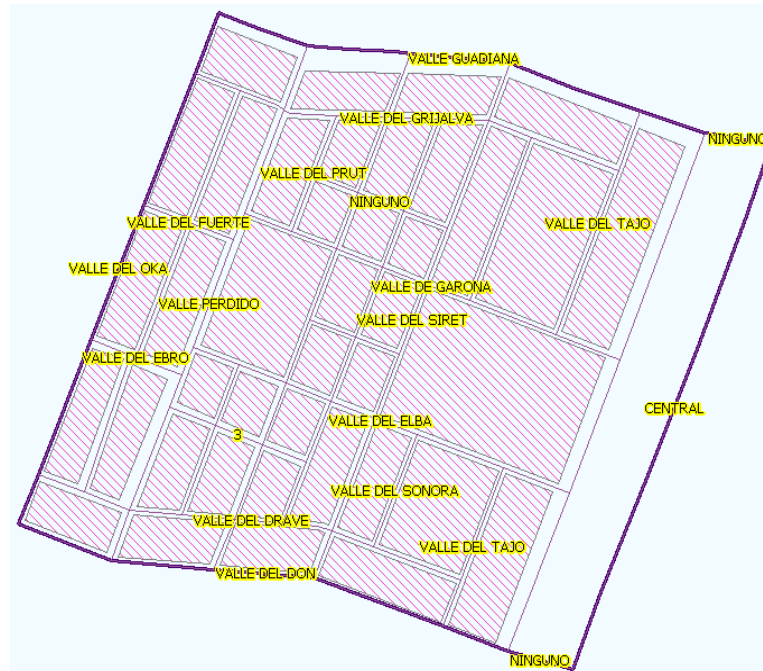 VALLE GUADIANA
VALLE DEL GRIJALVA
NINGUNO
VALLE DEL PRUT
NINGUNO
VALLE DEL FUERTE
VALLE DEL TAJO
VALLE DEL OKA
VALLE DE GARONA
VALLE PERDIDO
VALLE DEL SIRET
VALLE DEL EBRO
CENTRAL
VALLE DEL ELBA
3
VALLE DEL SONORA
VALLE DEL DRAVE
VALLE DEL TAJO
VALLE DEL DON
NINGUNO